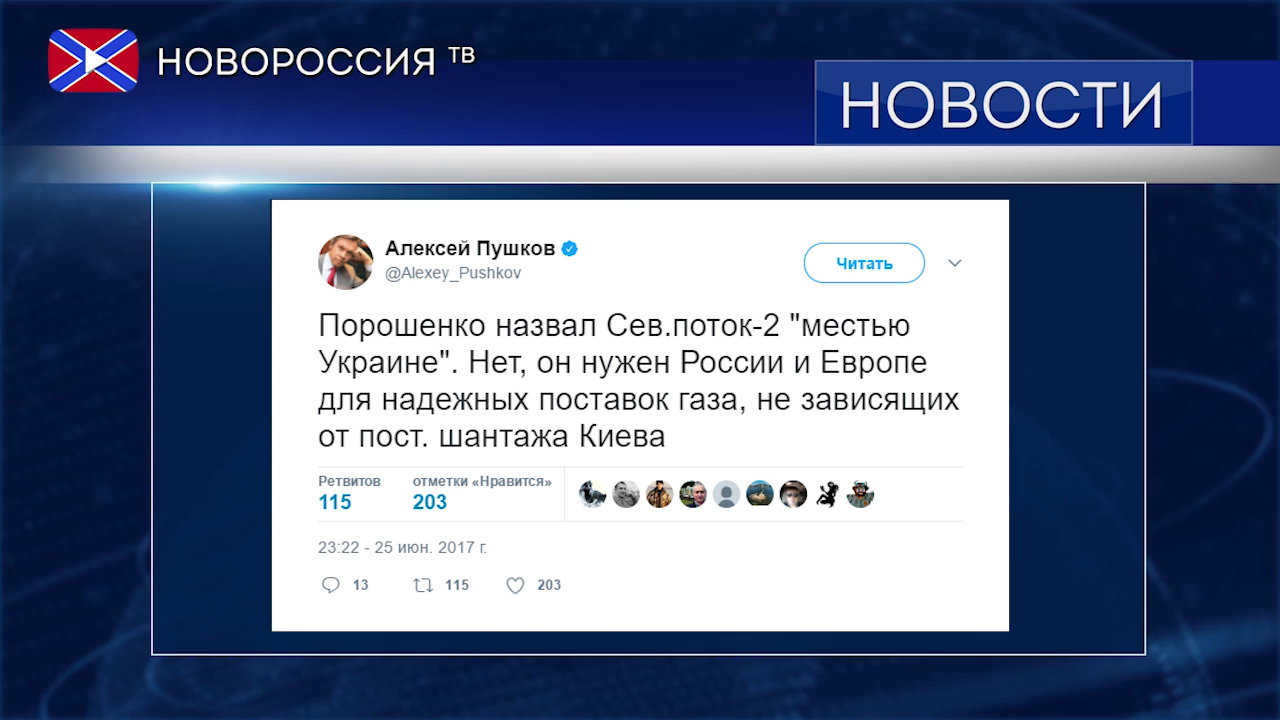 НОВОРОССИЯ ТВ
НОВОСТИ
Алексей Пушков
@Alexey_Pushkov
Читать
Порошенко назвал Сев.поток-2 "местью
Украине". Нет, он нужен России и Европе
для надежных поставок газа, не зависящих
от пост. шантажа Киева
Ретвитов отметки «Нравится»
115 203
23:22 - 25 июн. 2017 г.
13 115 203